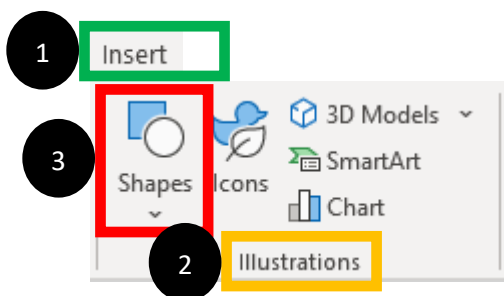 1
Insert
3
Shapes
Icons
3D Models
SmartArt
Chart
2
Illustrations